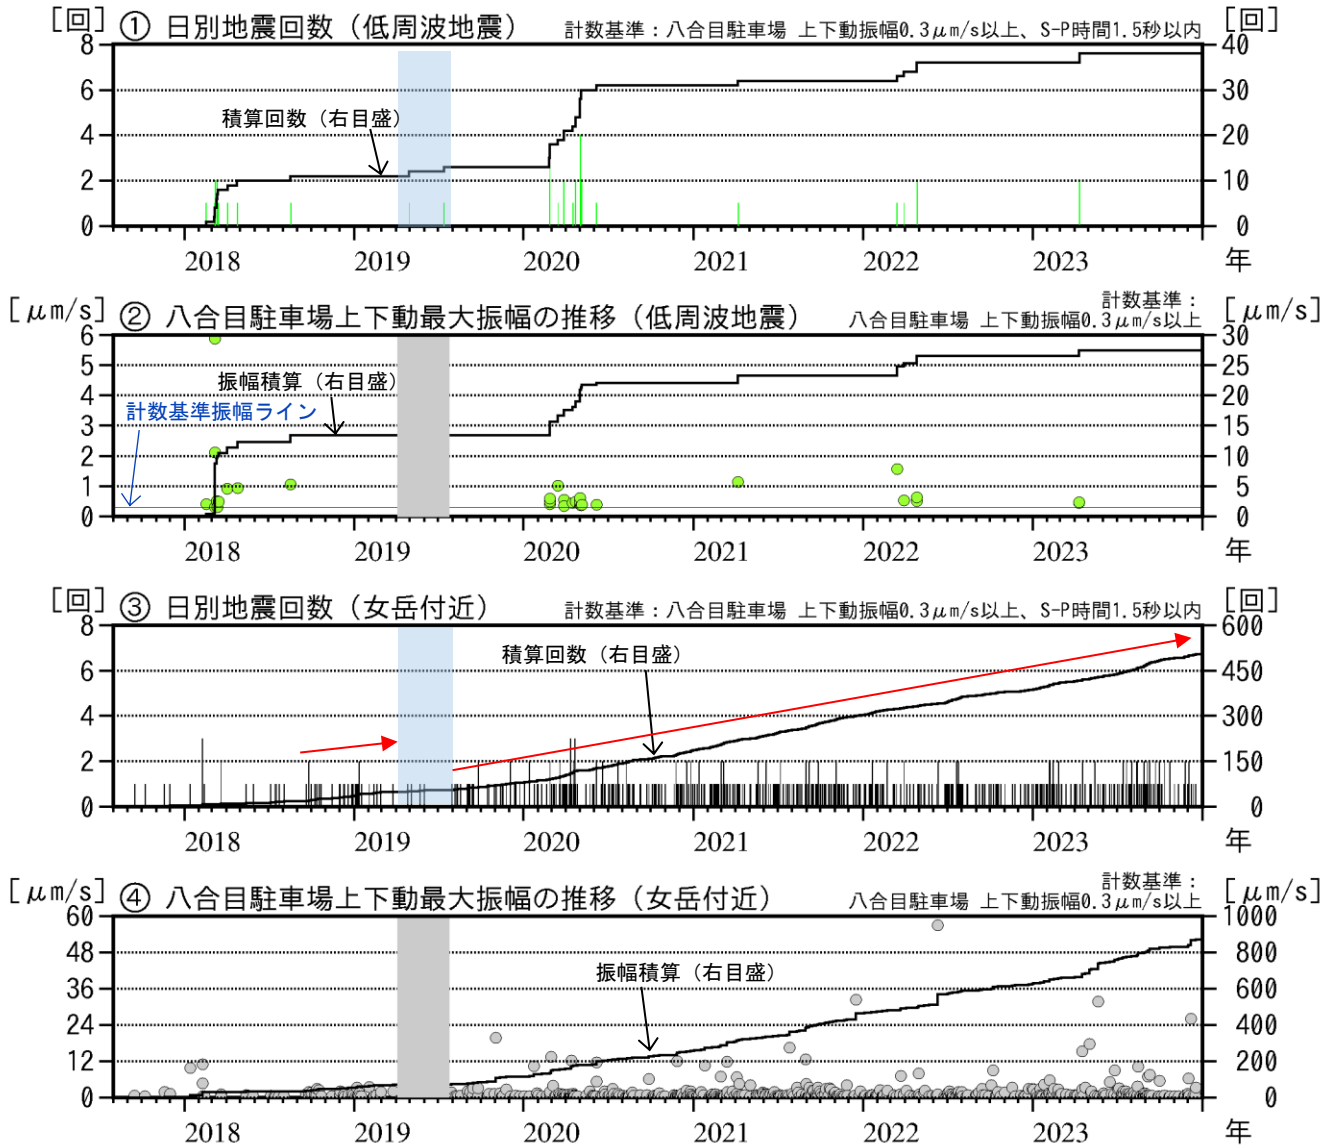 [回] ① 日別地震回数（低周波地震） 計数基準：八合目駐車場 上下動振幅0.3μm/s以上、S-P時間1.5秒以内 [回]
8 40
6 30
積算回数（右目盛）
4 20
2 10
0 0
2018 2019 2020 2021 2022 2023 年
計数基準：
[μm/s] ② 八合目駐車場上下動最大振幅の推移（低周波地震） 八合目駐車場 上下動振幅0.3μm/s以上 [μm/s]
6 30
5 25
振幅積算（右目盛）
4 20
計数基準振幅ライン
3 15
2 10
1 5
0 0
2018 2019 2020 2021 2022 2023 年
[回] ③ 日別地震回数（女岳付近） 計数基準：八合目駐車場 上下動振幅0.3μm/s以上、S-P時間1.5秒以内 [回]
8 600
積算回数（右目盛）
6 450
4 300
2 150
0 0
2018 2019 2020 2021 2022 2023 年
計数基準：
[μm/s] ④ 八合目駐車場上下動最大振幅の推移（女岳付近） 八合目駐車場 上下動振幅0.3μm/s以上 [μm/s]
60 1000
48 800
振幅積算（右目盛）
36 600
24 400
12 200
0 0
2018 2019 2020 2021 2022 2023 年